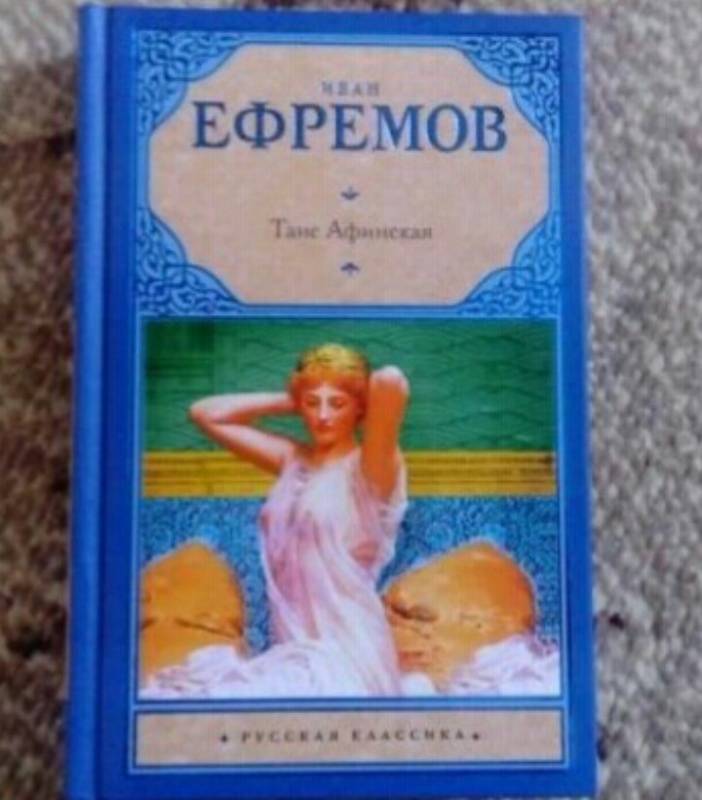 ИВАН
ЕФРЕМОВ
Таис Афинская
РУССКАЯ КЛАССИКА